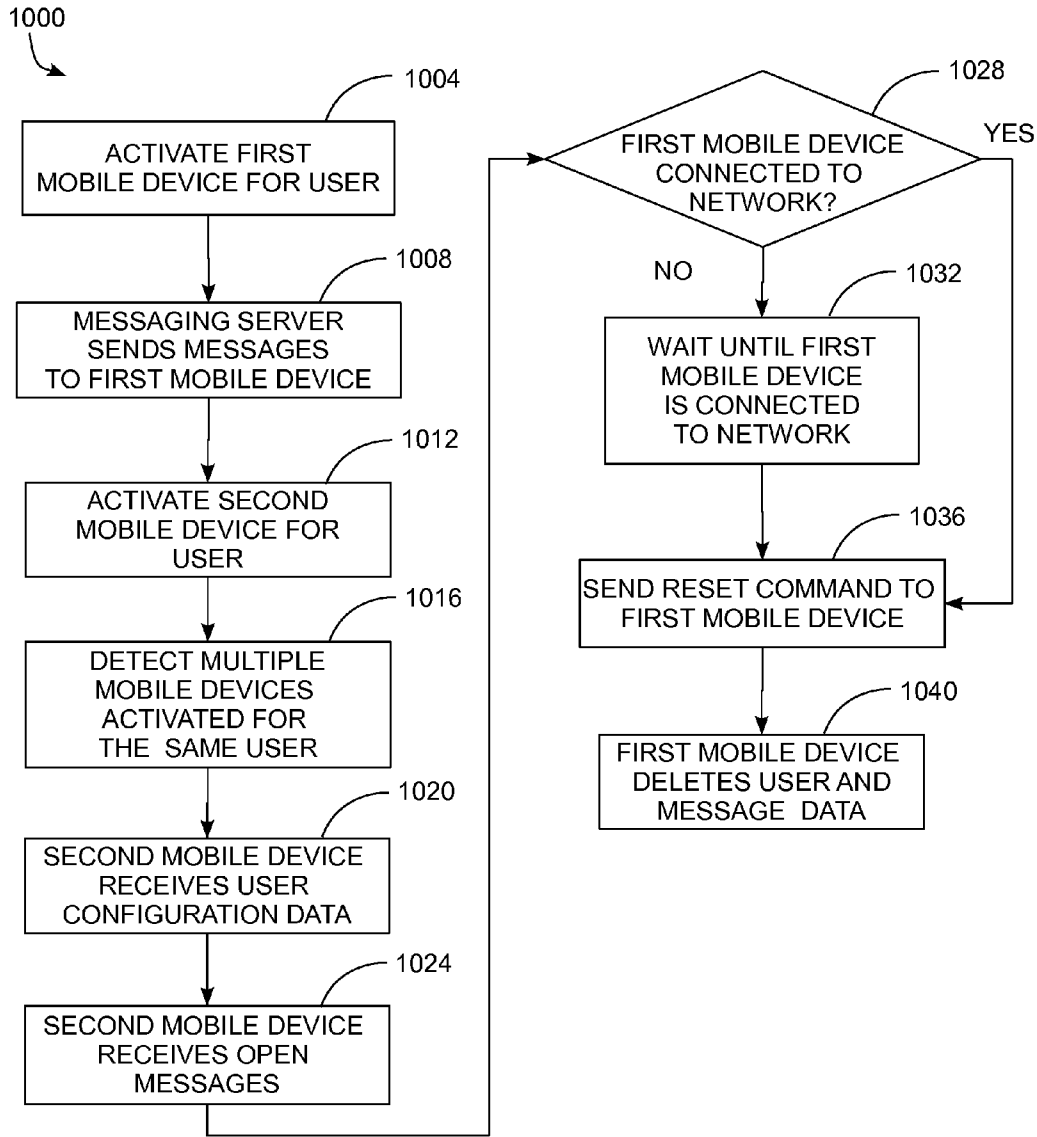 1000
1004
ACTIVATE FIRST
MOBILE DEVICE FOR USER
1008
MESSAGING SERVER
SENDS MESSAGES
TO FIRST MOBILE DEVICE
1012
ACTIVATE SECOND
MOBILE DEVICE FOR
USER
1016
DETECT MULTIPLE
MOBILE DEVICES
ACTIVATED FOR
THE SAME USER
1020
SECOND MOBILE DEVICE
RECEIVES USER
CONFIGURATION DATA
1024
SECOND MOBILE DEVICE
RECEIVES OPEN
MESSAGES
1028
FIRST MOBILE DEVICE
CONNECTED TO
NETWORK?
YES
NO
1032
WAIT UNTIL FIRST
MOBILE DEVICE
IS CONNECTED
TO NETWORK
1036
SEND RESET COMMAND TO
FIRST MOBILE DEVICE
1040
FIRST MOBILE DEVICE
DELETES USER AND
MESSAGE DATA